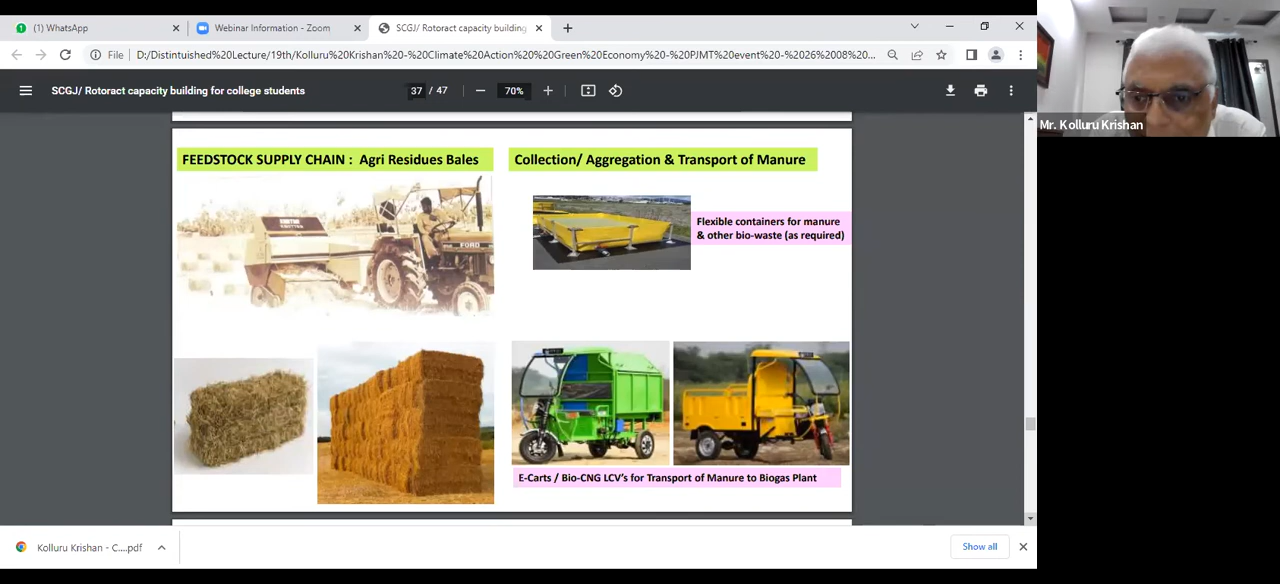 (1) WhatsApp
Webinar Information - Zoom
SCGJ/ Rotoract capacity building
File
D:/Distintuished%20Lecture/19th/Kolluru%20Krishan%20-%20Climate%20Action%20%20Green%20Economy%20-%20PJMT%20event%20-%2026%2008%20...
SCGJ/ Rotoract capacity building for college students
37 / 47
70%
Mr. Kolluru Krishan
FEEDSTOCK SUPPLY CHAIN : Agri Residues Bales
Collection/ Aggregation & Transport of Manure
FORD
Flexible containers for manure
& other bio-waste (as required)
E-Carts / Bio-CNG LCV's for Transport of Manure to Biogas Plant
Kolluru Krishan - C....pdf
Show all